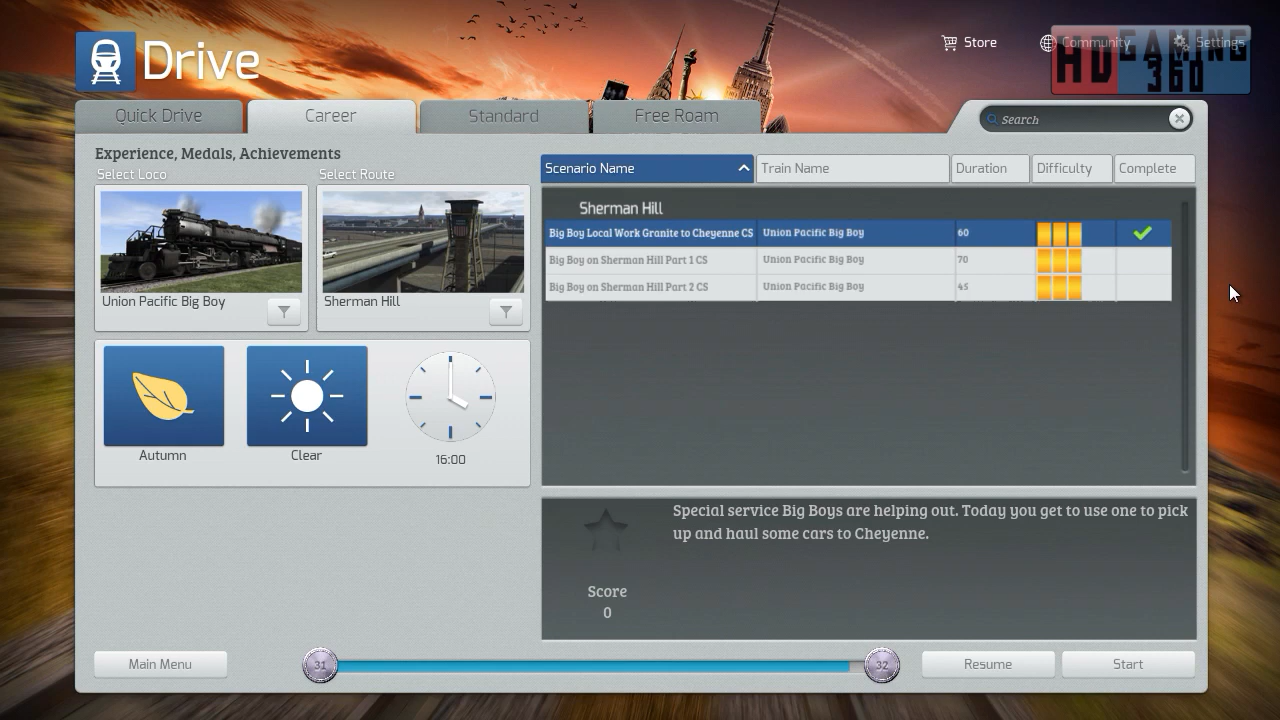 Drive
Store
Community
Settings
HD GAMING 360
Quick Drive
Career
Standard
Free Roam
Search
Experience, Medals, Achievements
Select Loco
Select Route
Union Pacific Big Boy
Sherman Hill
Autumn
Clear
16:00
Scenario Name
Train Name
Duration
Difficulty
Complete
Sherman Hill
Big Boy Local Work Granite to Cheyenne CS Union Pacific Big Boy 60
Big Boy on Sherman Hill Part 1 CS Union Pacific Big Boy 70
Big Boy on Sherman Hill Part 2 CS Union Pacific Big Boy 45
Special service Big Boys are helping out. Today you get to use one to pick
up and haul some cars to Cheyenne.
Score
0
Main Menu
31
32
Resume
Start